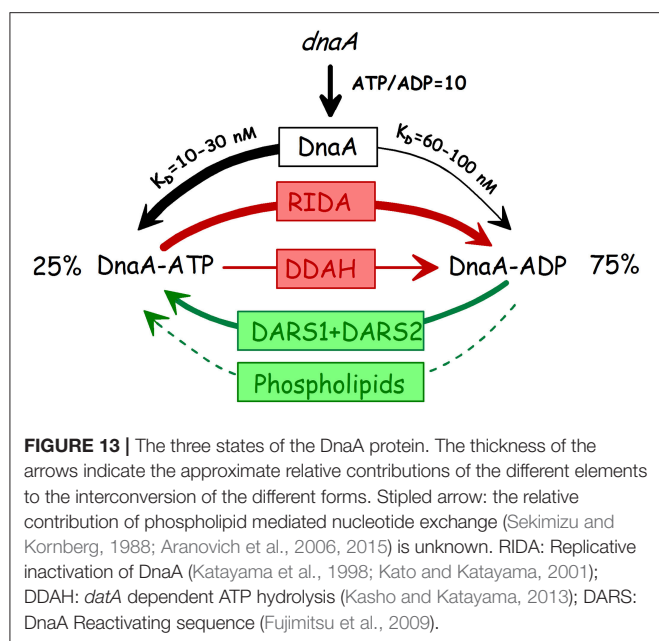 dnaA
ATP/ADP=10
K_D=10-30 nM
DnaA
K_D=60-100 nM
RIDA
25% DnaA-ATP
DDAH
DnaA-ADP 75%
DARS1+DARS2
Phospholipids
FIGURE 13 | The three states of the DnaA protein. The thickness of the
arrows indicate the approximate relative contributions of the different elements
to the interconversion of the different forms. Stipled arrow: the relative
contribution of phospholipid mediated nucleotide exchange (Sekimizu and
Kornberg, 1988; Aranovich et al., 2006, 2015) is unknown. RIDA: Replicative
inactivation of DnaA (Katayama et al., 1998; Kato and Katayama, 2001);
DDAH: datA dependent ATP hydrolysis (Kasho and Katayama, 2013); DARS:
DnaA Reactivating sequence (Fujimitsu et al., 2009).